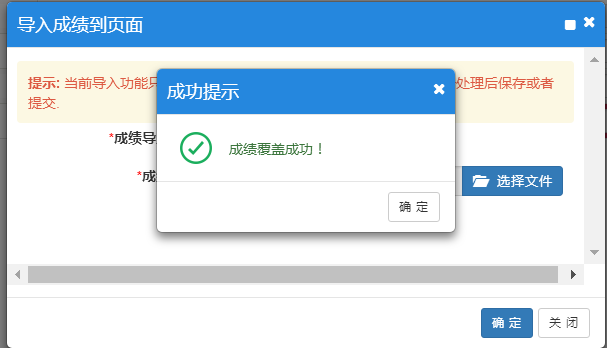 导入成绩到页面
提示: 当前导入功能只
处理后保存或者
提交.
成功提示
*成绩导
成绩覆盖成功！
*成
选择文件
确 定
确 定
关 闭